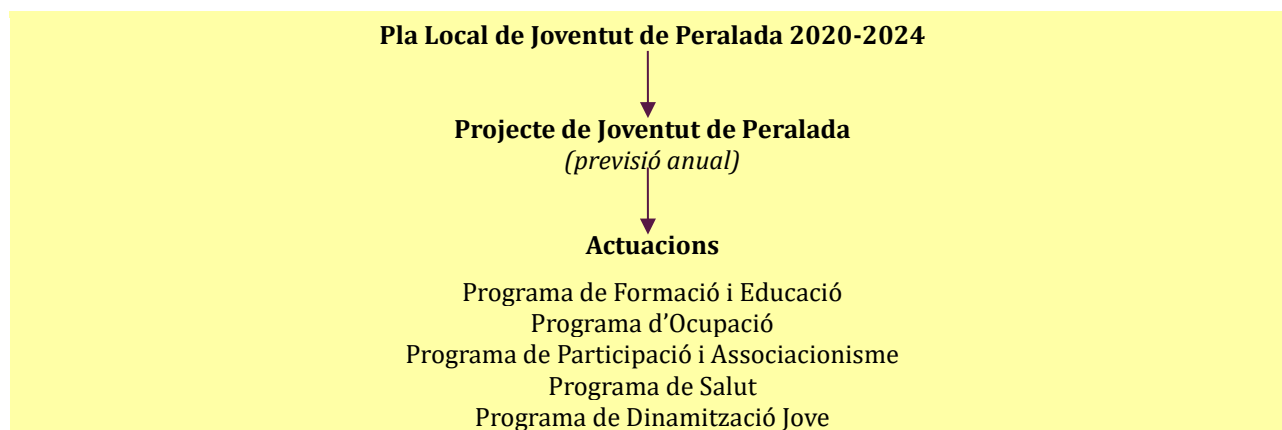 Pla Local de Joventut de Peralada 2020-2024
Projecte de Joventut de Peralada
(previsió anual)
Actuacions
Programa de Formació i Educació
Programa d’Ocupació
Programa de Participació i Associacionisme
Programa de Salut
Programa de Dinamització Jove